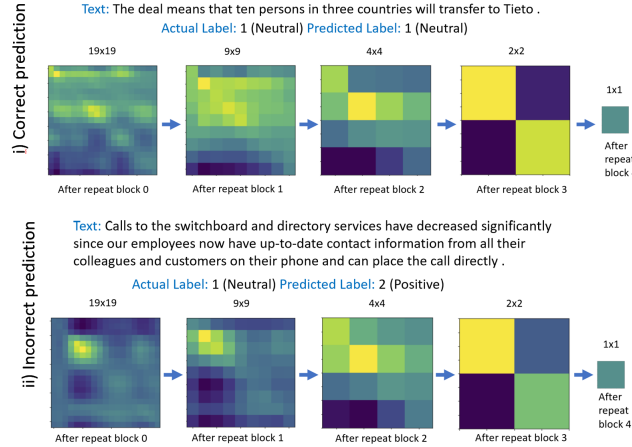 Text: The deal means that ten persons in three countries will transfer to Tieto .
Actual Label: 1 (Neutral) Predicted Label: 1 (Neutral)
i) Correct prediction
19x19
9x9
4x4
2x2
1x1
After repeat block 0
After repeat block 1
After repeat block 2
After repeat block 3
After
repeat
block
Text: Calls to the switchboard and directory services have decreased significantly
since our employees now have up-to-date contact information from all their
colleagues and customers on their phone and can place the call directly .
Actual Label: 1 (Neutral) Predicted Label: 2 (Positive)
ii) Incorrect prediction
19x19
9x9
4x4
2x2
1x1
After repeat block 0
After repeat block 1
After repeat block 2
After repeat block 3
After
repeat
block 4